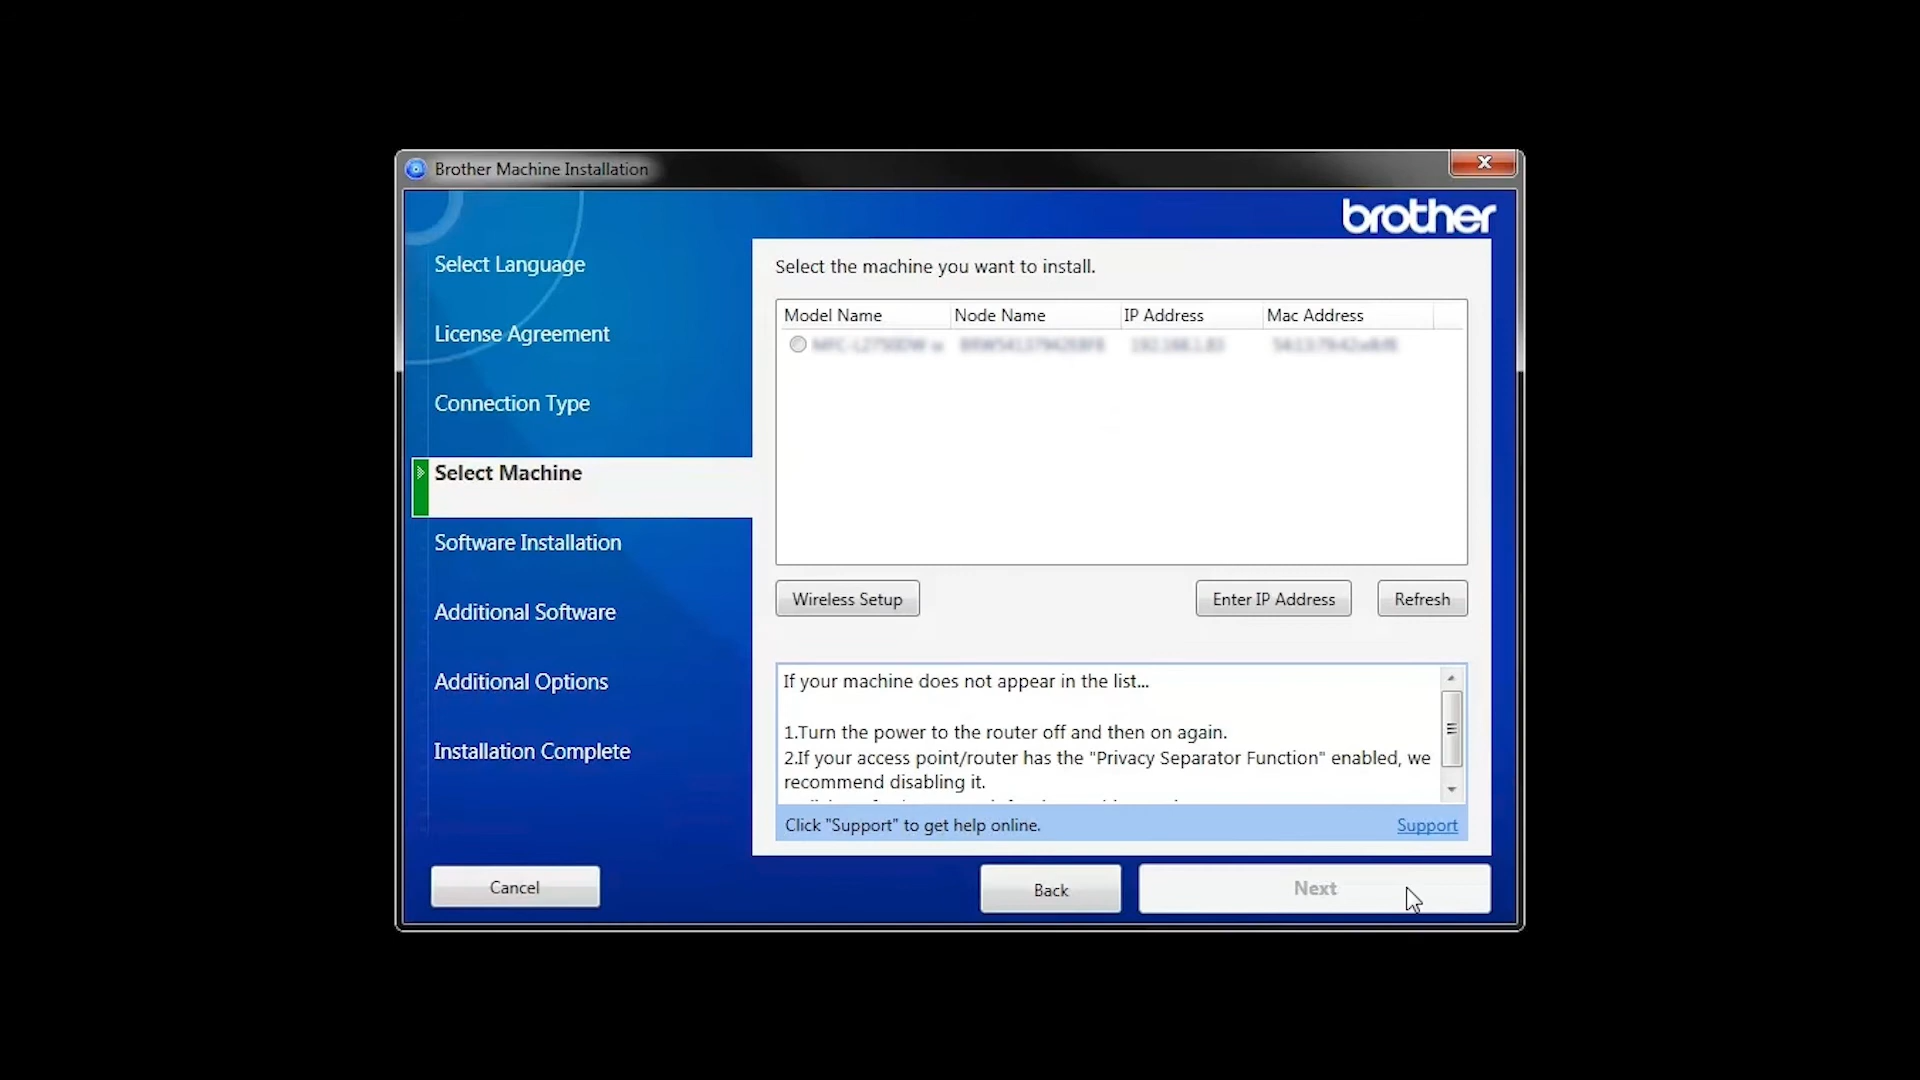 Brother Machine Installation
brother
Select Language
License Agreement
Connection Type
Select Machine
Software Installation
Additional Software
Additional Options
Installation Complete
Select the machine you want to install.
Model Name Node Name IP Address Mac Address
Wireless Setup Enter IP Address Refresh
If your machine does not appear in the list...
1.Turn the power to the router off and then on again.
2.If your access point/router has the "Privacy Separator Function" enabled, we
recommend disabling it.
Click "Support" to get help online. Support
Cancel Back Next